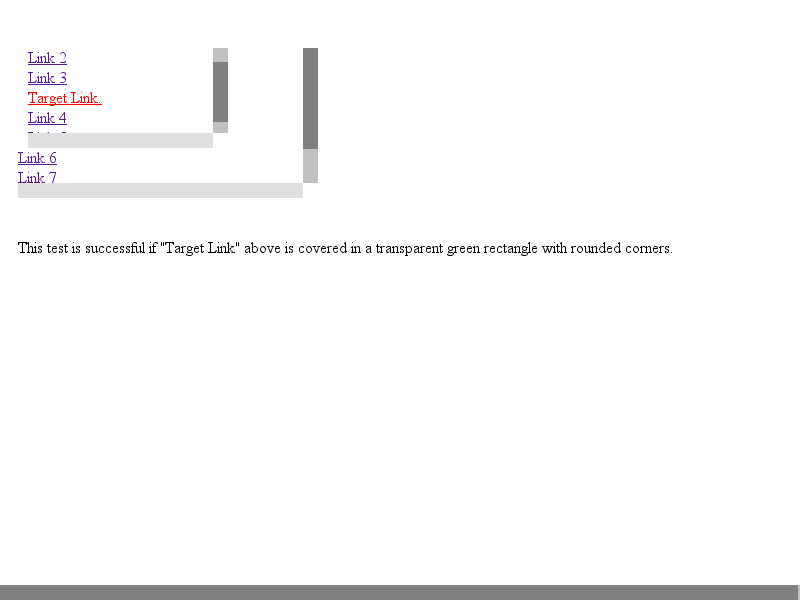 Link 2
Link 3
Target Link.
Link 4
Link 6
Link 7
This test is successful if "Target Link" above is covered in a transparent green rectangle with rounded corners.